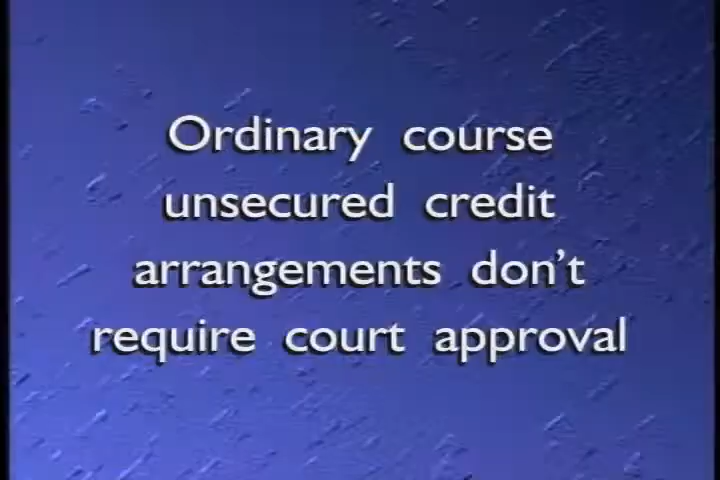 Ordinary course
unsecured credit
arrangements don't
require court approval